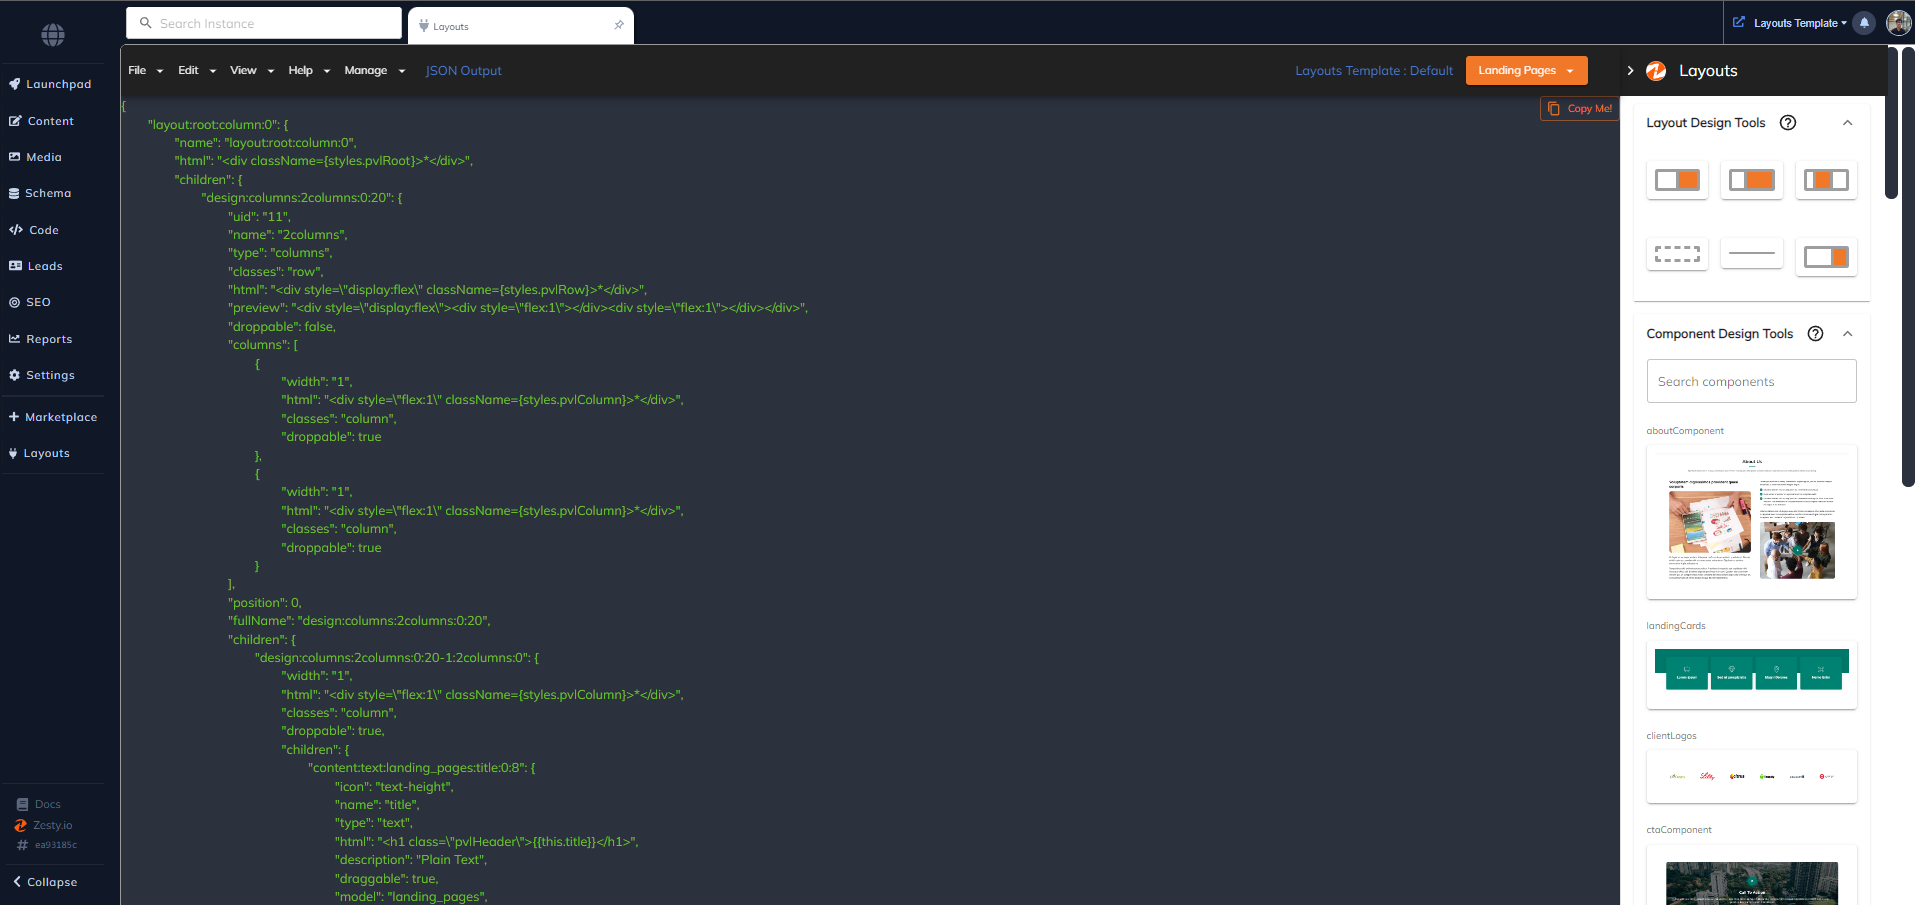 Search Instance
Layouts
Layouts Template
File
Edit
View
Help
Manage
JSON Output
Layouts Template : Default
Landing Pages
Layouts
Launchpad
Content
Media
Schema
Code
Leads
SEO
Reports
Settings
Marketplace
Layouts
Docs
Zesty.io
ea93185c
Collapse
Copy Me!
{
"layout:root:column:0": {
"name": "layout:root:column:0",
"html": "<div className={styles.pvlRoot}>*</div>",
"children": {
"design:columns:2columns:0:20": {
"uid": "11",
"name": "2columns",
"type": "columns",
"classes": "row",
"html": "<div style=\"display:flex\" className={styles.pvlRow}>*</div>",
"preview": "<div style=\"display:flex\"><div style=\"flex:1\"></div><div style=\"flex:1\"></div></div>",
"droppable": false,
"columns": [
{
"width": "1",
"html": "<div style=\"flex:1\" className={styles.pvlColumn}>*</div>",
"classes": "column",
"droppable": true
},
{
"width": "1",
"html": "<div style=\"flex:1\" className={styles.pvlColumn}>*</div>",
"classes": "column",
"droppable": true
}
],
"position": 0,
"fullName": "design:columns:2columns:0:20",
"children": {
"design:columns:2columns:0:20-1:2columns:0": {
"width": "1",
"html": "<div style=\"flex:1\" className={styles.pvlColumn}>*</div>",
"classes": "column",
"droppable": true,
"children": {
"content:text:landing_pages:title:0:8": {
"icon": "text-height",
"name": "title",
"type": "text",
"html": "<h1 class=\"pvlHeader\">{{this.title}}</h1>",
"description": "Plain Text",
"draggable": true,
"model": "landing_pages",
Layout Design Tools
Component Design Tools
Search components
aboutComponent
About Us
landingCards
clientLogos
ctaComponent
Call To Action